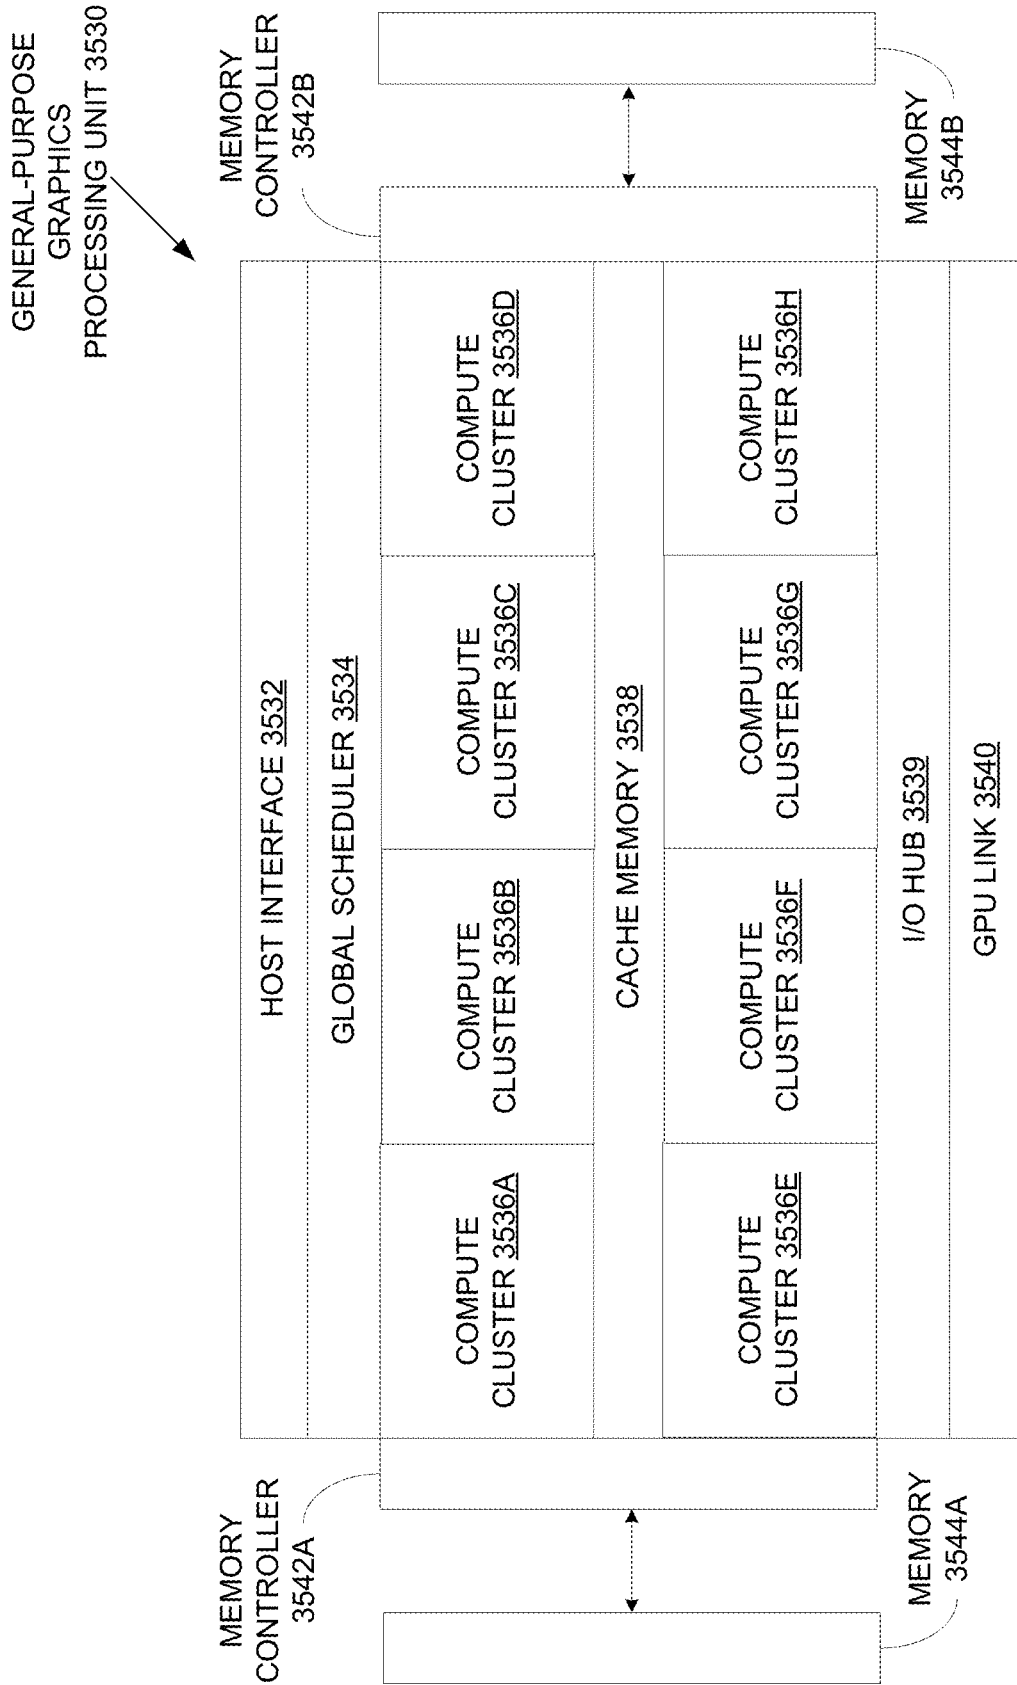 GENERAL-PURPOSE
GRAPHICS
PROCESSING UNIT 3530
MEMORY
CONTROLLER
3542A
MEMORY
CONTROLLER
3542B
HOST INTERFACE 3532
GLOBAL SCHEDULER 3534
COMPUTE
CLUSTER 3536A
COMPUTE
CLUSTER 3536B
COMPUTE
CLUSTER 3536C
COMPUTE
CLUSTER 3536D
CACHE MEMORY 3538
COMPUTE
CLUSTER 3536E
COMPUTE
CLUSTER 3536F
COMPUTE
CLUSTER 3536G
COMPUTE
CLUSTER 3536H
I/O HUB 3539
GPU LINK 3540
MEMORY
3544A
MEMORY
3544B